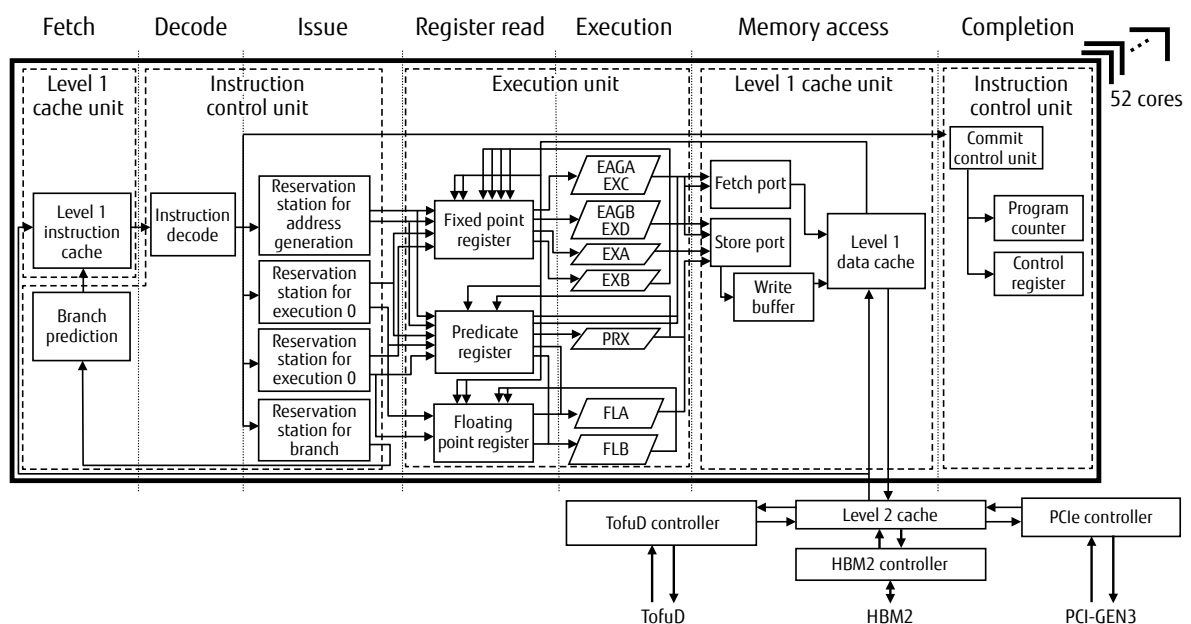 Fetch
Decode
Issue
Register read
Execution
Memory access
Completion
52 cores
Level 1
cache unit
Instruction
control unit
Execution unit
Level 1 cache unit
Instruction
control unit
Level 1
instruction
cache
Branch
prediction
Instruction
decode
Reservation
station for
address
generation
Reservation
station for
execution 0
Reservation
station for
execution 0
Reservation
station for
branch
Fixed point
register
Predicate
register
Floating
point register
EAGA
EXC
EAGB
EXD
EXA
EXB
PRX
FLA
FLB
Fetch port
Store port
Write
buffer
Level 1
data cache
Commit
control unit
Program
counter
Control
register
TofuD controller
Level 2 cache
PCIe controller
HBM2 controller
TofuD
HBM2
PCI-GEN3